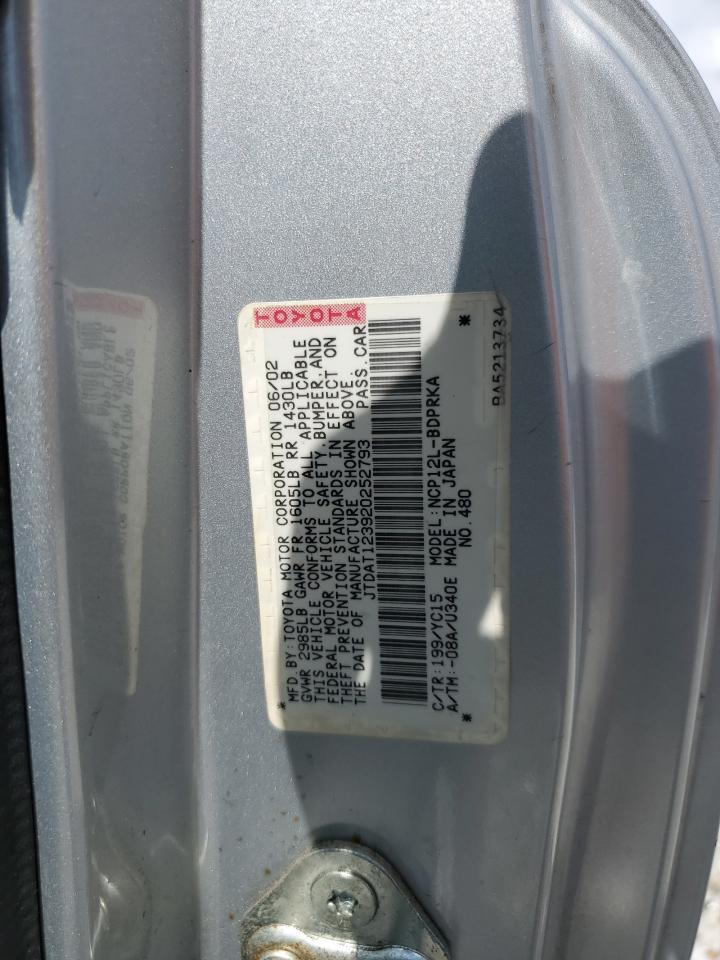 TOYOTA
*MFD.BY:TOYOTA MOTOR CORPORATION 06/02
GVWR 2985LB GAWR FR 1605LB RR 1430LB
THIS VEHICLE CONFORMS TO ALL APPLICABLE
FEDERAL MOTOR VEHICLE SAFETY,BUMPER,AND
THEFT PREVENTION STANDARDS IN EFFECT ON
THE DATE OF MANUFACTURE SHOWN ABOVE.
JTDAT123920252793 PASS.CAR
C/TR:199/YC15 MODEL:NCP12L-BDPRKA
A/TM:-08A/U340E MADE IN JAPAN
* NO.480 *
BA5213734